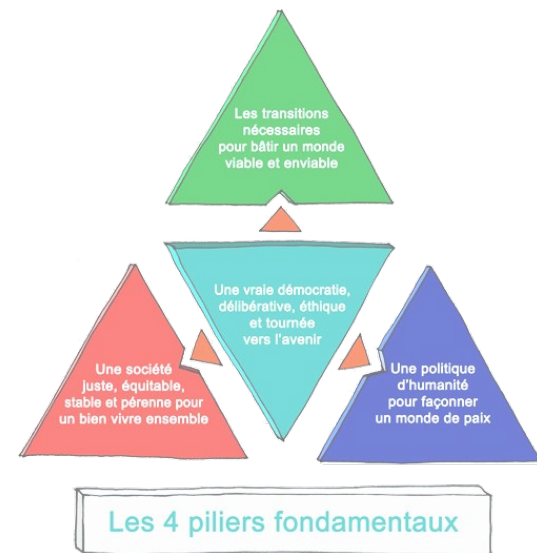 Les transitions
nécessaires
pour bâtir un monde
viable et enviable
Une vraie démocratie,
délibérative, éthique
et tournée
vers l'avenir
Une société
juste, équitable,
stable et pérenne pour
un bien vivre ensemble
Une politique
d'humanité
pour façonner
un monde de paix
Les 4 piliers fondamentaux